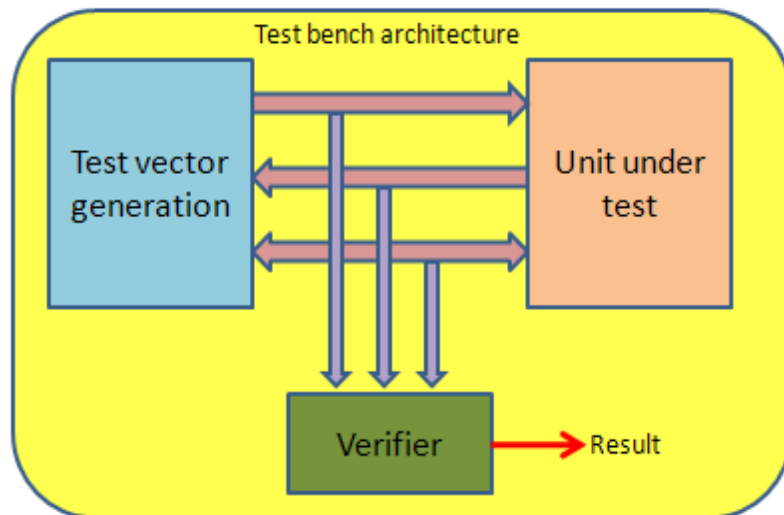 Test bench architecture
Test vector
generation
Unit under
test
Verifier
Result